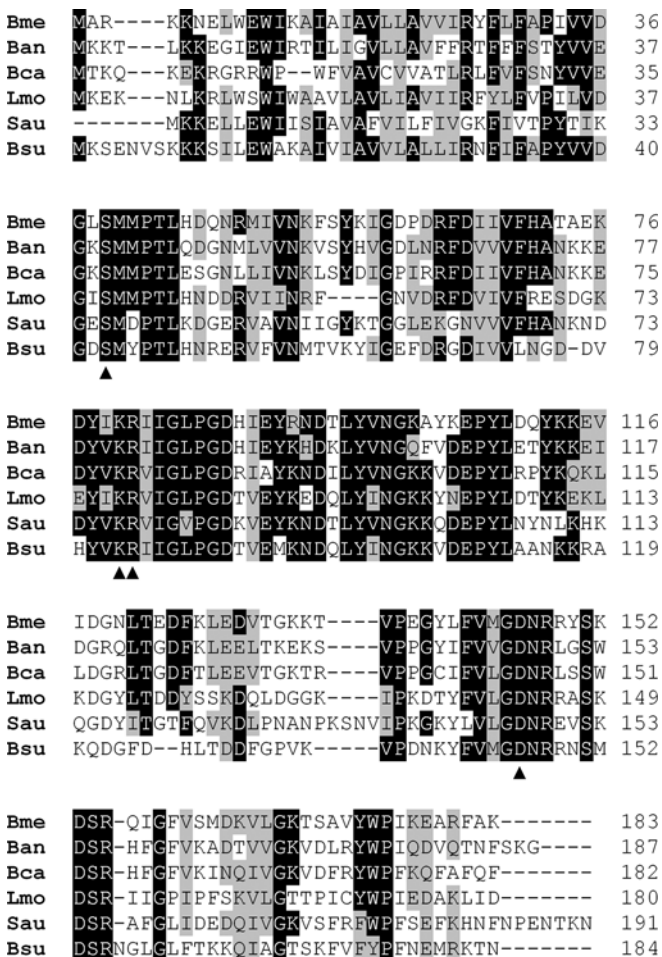 Bme MAR----KKNELWEWIKAIAIAVLLAVVIRYFLFAPIVVD 36
Ban MKKT---LKKEGIEWIRTILIGVLLAVFFRTFFFSTYVVE 37
Bca MTKQ---KEKRGRRWP--WFVAVCVVATLRLFVFSNYVVE 35
Lmo MKEK---NLKRLWSWIWAAVLAVLIAVIIRFYLFVPILVD 37
Sau -------MKKELLEWIISIAVAFVILFIVGKFIVTPYTIK 33
Bsu MKSENVSKKKSILEWAKAIVIAVVLALLIRNFIFAPYVVD 40
Bme GLSMMPTLHDQNRMIVNKFSYKIGDPDRFDIIVFHATAEK 76
Ban GKSMMPTLQDGNMLVVNKVSYHVGDLNRFDVVVFHANKKE 77
Bca GKSMMPTLESGNLLIVNKLSYDIGPIRRFDIIVFHANKKE 75
Lmo GISMMPTLHNDDRVIINRF----GNVDRFDVIVFRESDGK 73
Sau GESMDPTLKDGERVAVNIIGYKTGGLEKGNVVVFHANKND 73
Bsu GDSMYPTLHNRERVFVNMTVKYIGEFDRGDIVVLNGD-DV 79
▲
Bme DYIKRIIGLPGDHIEYRNDTLYVNGKAYKEPYLDQYKKEV 116
Ban DYVKRIIGLPGDHIEYKHDKLYVNGQFVDEPYLETYKKEI 117
Bca DYVKRVIGLPGDRIAYKNDILYVNGKKVDEPYLRPYKQKL 115
Lmo EYIKRVIGLPGDTVEYKEDQLYINGKKYNEPYLDTYKEKL 113
Sau DYVKRVIGVPGDKVEYKNDTLYVNGKKQDEPYLNYNLKHK 113
Bsu HYVKRIIGLPGDTVEMKNDQLYINGKKVDEPYLAANKKRA 119
▲▲
Bme IDGNLTEDFKLEDVTGKKT----VPEGYLFVMGDNRRYSK 152
Ban DGRQLTGDFKLEELTKEKS----VPPGYIFVVGDNRLGSW 153
Bca LDGRLTGDFTLEEVTGKTR----VPPGCIFVLGDNRLSSW 151
Lmo KDGYLTDDYSSKDQLDGGK----IPKDTYFVLGDNRRASK 149
Sau QGDYITGTFQVKDLPNANPKSNVIPKGKYLVLGDNREVSK 153
Bsu KQDGFD--HLTDDFGPVK-----VPDNKYFVMGDNRRNSM 152
▲
Bme DSR-QIGFVSMDKVLGKTSAVYWPIKEARFAK------- 183
Ban DSR-HFGFVKADTVVGKVDLRYWPIQDVQTNFSKG---- 187
Bca DSR-HFGFVKINQIVGKVDFRYWPFKQFAFQF------- 182
Lmo DSR-IIGPIPFSKVLGTTPICYWPIEDAKLID------- 180
Sau DSR-AFGLIDEDQIVGKVSFRFWPFSEFKHNFNPENTKN 191
Bsu DSRNGLGLFTKKQIAGTSKFVFYPFNEMRKTN------- 184